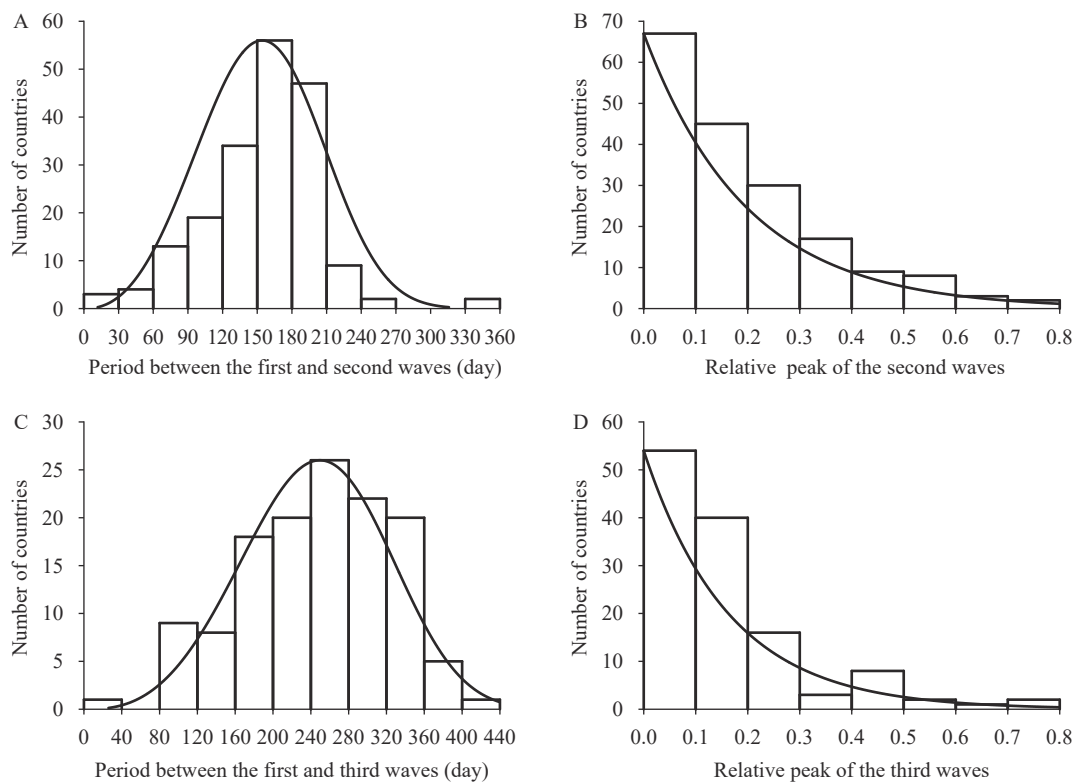 A
Number of countries
60
50
40
30
20
10
0
0 30 60 90 120 150 180 210 240 270 300 330 360
Period between the first and second waves (day)
B
Number of countries
70
60
50
40
30
20
10
0
0.0 0.1 0.2 0.3 0.4 0.5 0.6 0.7 0.8
Relative peak of the second waves
C
Number of countries
30
25
20
15
10
5
0
0 40 80 120 160 200 240 280 320 360 400 440
Period between the first and third waves (day)
D
Number of countries
60
50
40
30
20
10
0
0.0 0.1 0.2 0.3 0.4 0.5 0.6 0.7 0.8
Relative peak of the third waves